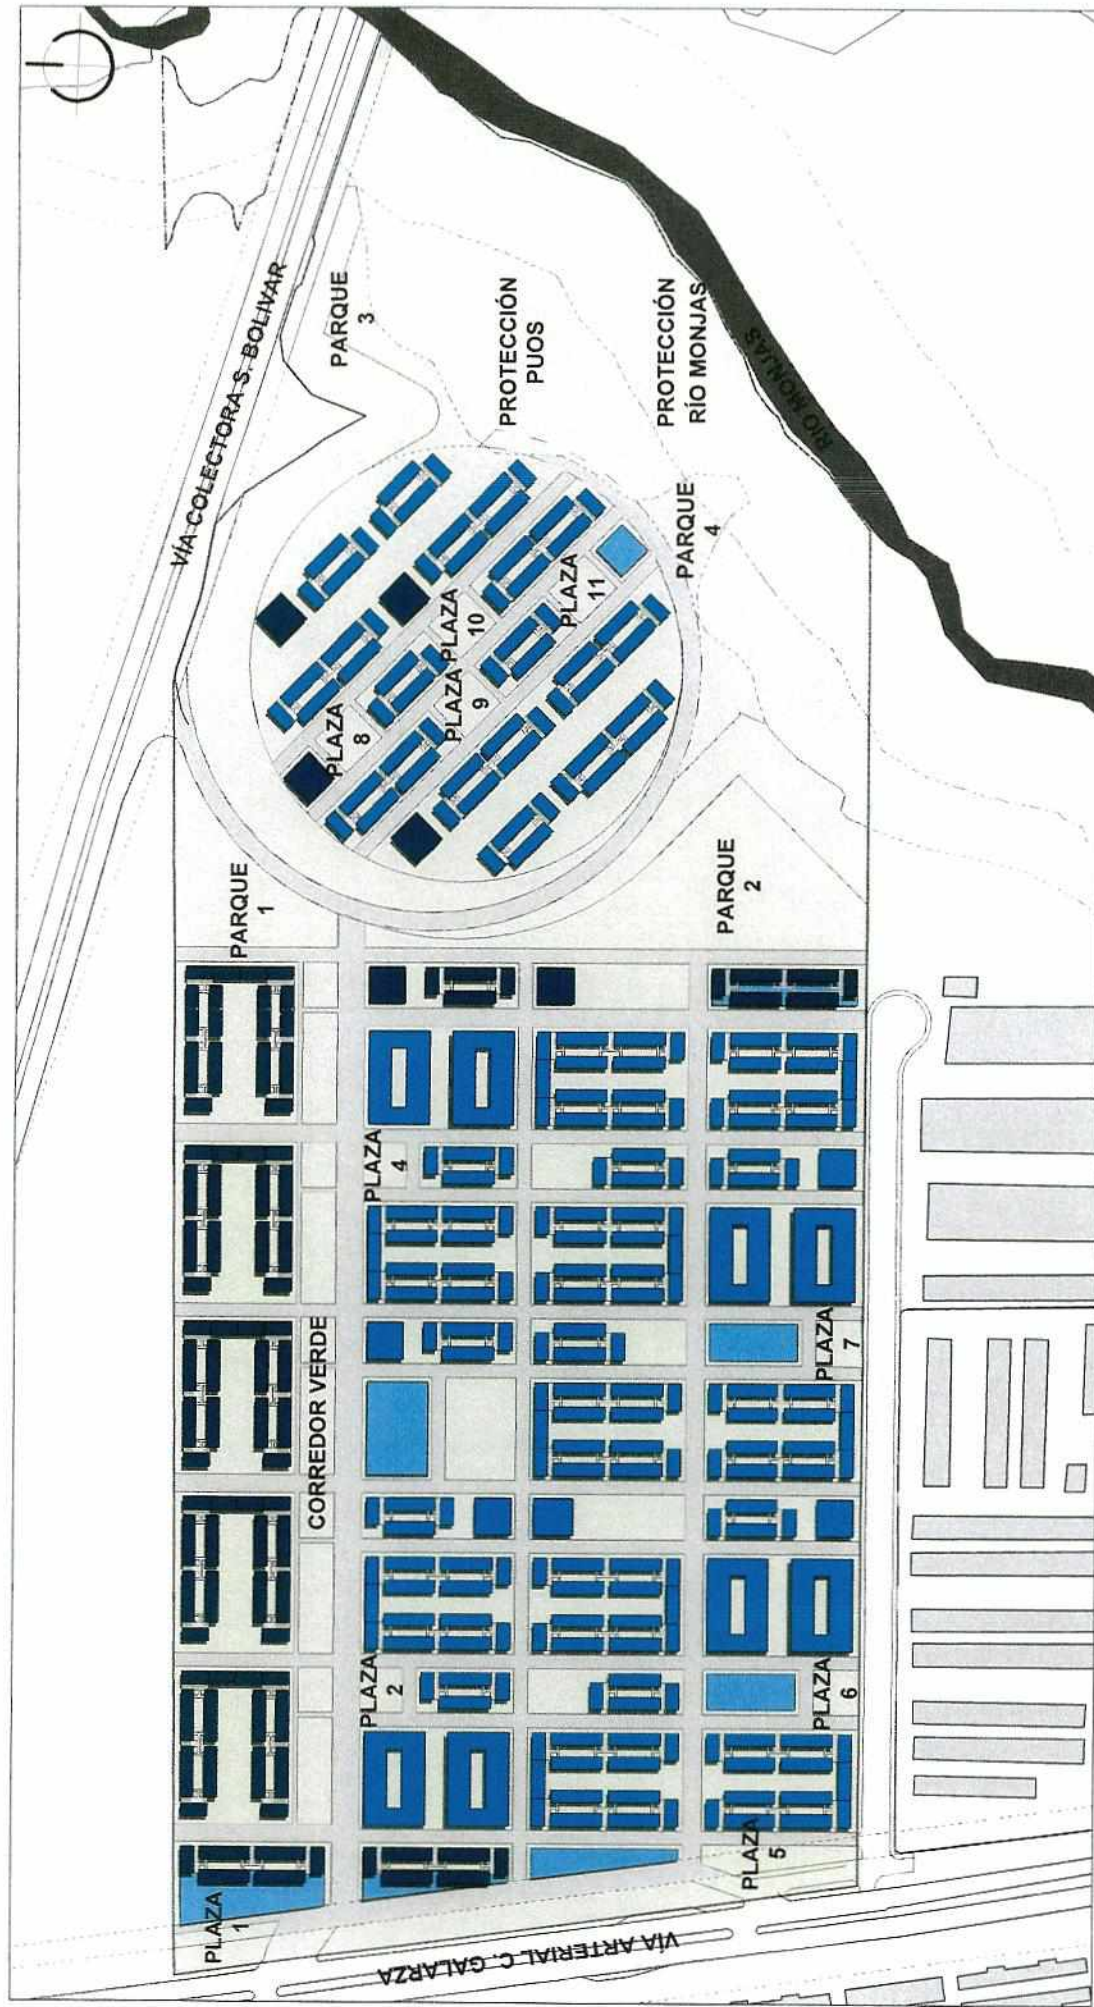 VÍA COLECTORA S. BOLIVAR
PARQUE
3
PROTECCIÓN
PUOS
PROTECCIÓN
RÍO MONJAS
RIO MONJAS
PARQUE
4
PLAZA
8
PLAZA
9
PLAZA
10
PLAZA
11
PARQUE
1
PARQUE
2
PLAZA
4
CORREDOR VERDE
PLAZA
7
PLAZA
2
PLAZA
6
PLAZA
1
PLAZA
5
VÍA ARTERIAL C. GALARZA